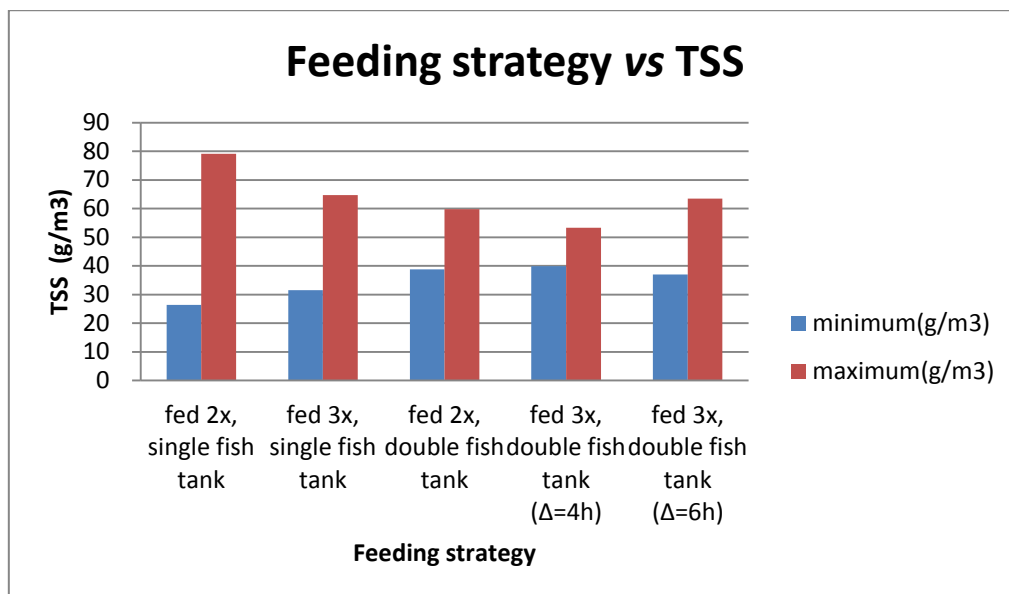 Feeding strategy vs TSS
90
80
70
60
50
40
30
20
10
0
TSS (g/m3)
fed 2x,
single fish
tank
fed 3x,
single fish
tank
fed 2x,
double fish
tank
fed 3x,
double fish
tank
(Δ=4h)
fed 3x,
double fish
tank
(Δ=6h)
Feeding strategy
minimum(g/m3)
maximum(g/m3)